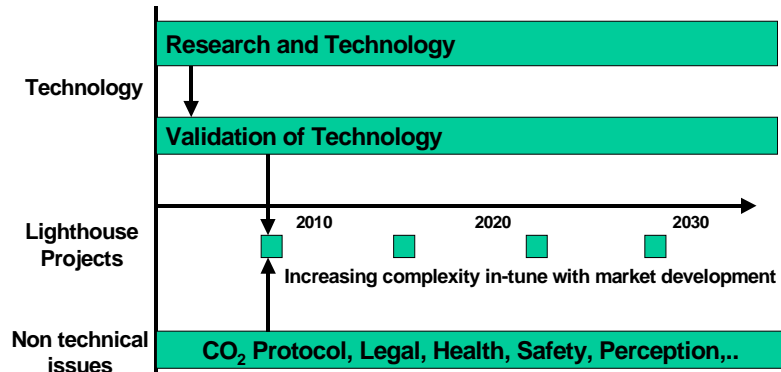 Research and Technology
Technology
Validation of Technology
2010 2020 2030
Lighthouse
Projects
Increasing complexity in-tune with market development
Non technical
issues
CO₂ Protocol, Legal, Health, Safety, Perception,..